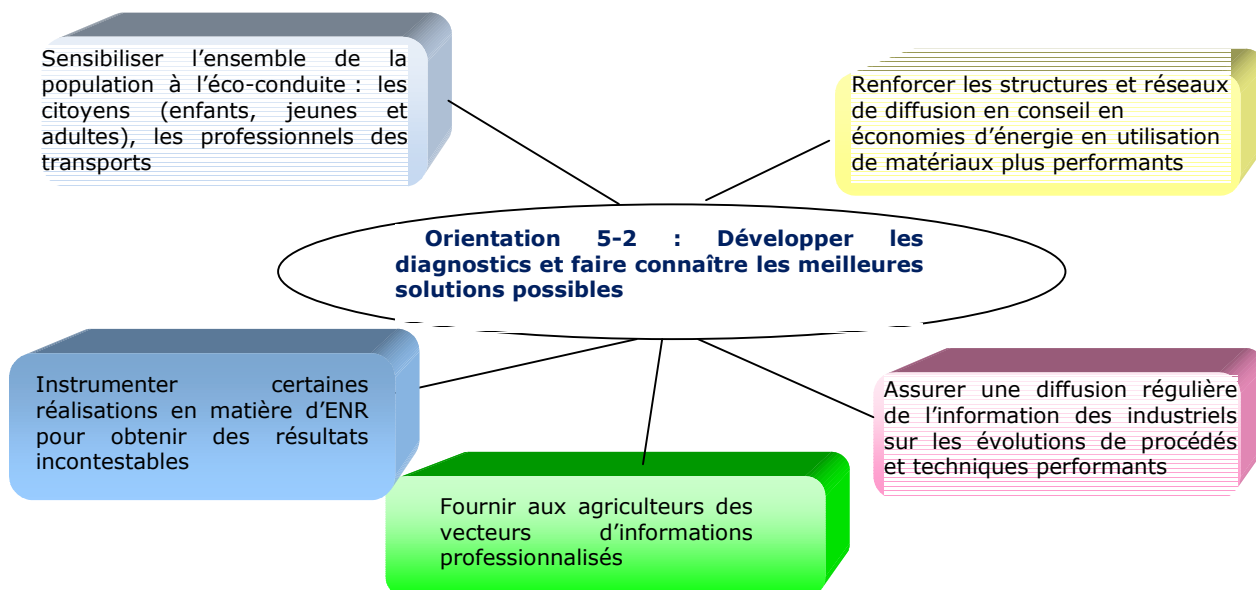 Sensibiliser l’ensemble de la
population à l’éco-conduite : les
citoyens (enfants, jeunes et
adultes), les professionnels des
transports
Renforcer les structures et réseaux
de diffusion en conseil en
économies d’énergie en utilisation
de matériaux plus performants
Orientation 5-2 : Développer les
diagnostics et faire connaître les meilleures
solutions possibles
Instrumenter certaines
réalisations en matière d’ENR
pour obtenir des résultats
incontestables
Assurer une diffusion régulière
de l’information des industriels
sur les évolutions de procédés
et techniques performants
Fournir aux agriculteurs des
vecteurs d’informations
professionnalisés